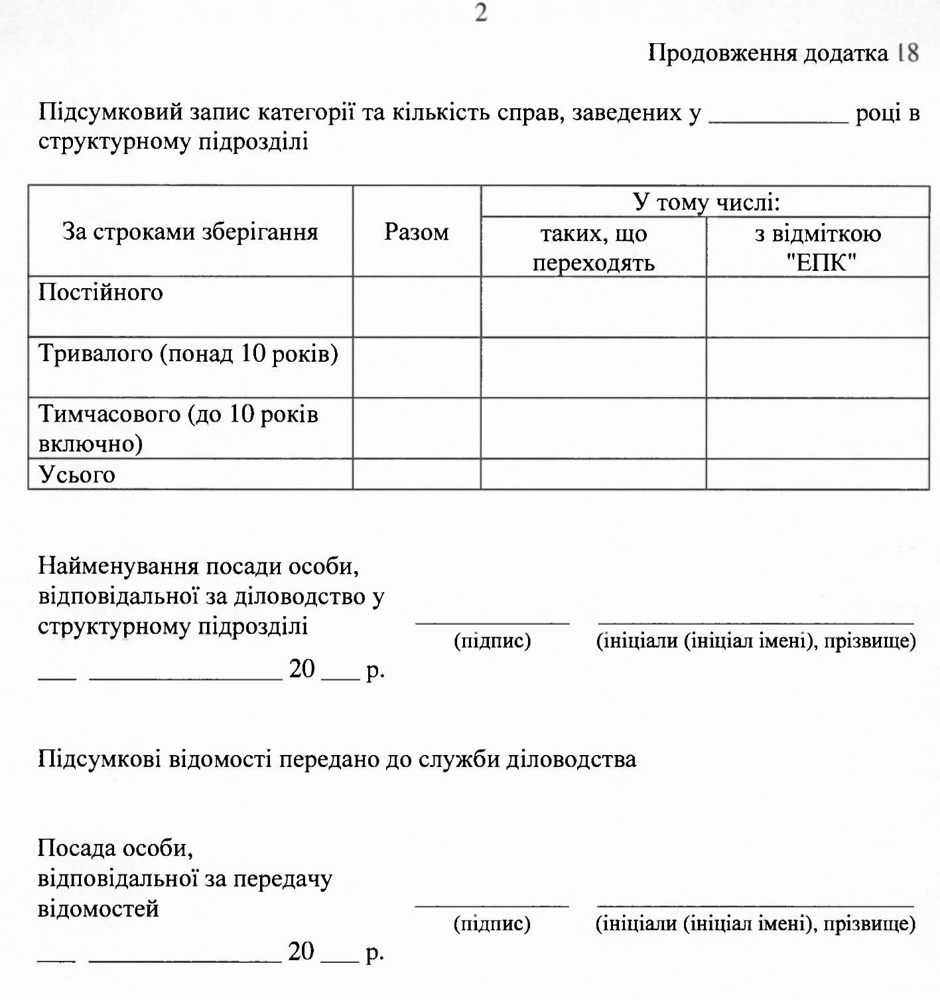 2
Продовження додатка 18
Підсумковий запис категорії та кількість справ, заведених у ___________ році в
структурному підрозділі
За строками зберігання
Разом
У тому числі:
таких, що
переходять
з відміткою
"ЕПК"
Постійного
Тривалого (понад 10 років)
Тимчасового (до 10 років
включно)
Усього
Найменування посади особи,
відповідальної за діловодство у
структурному підрозділі
(підпис)
(ініціали (ініціал імені), прізвище)
___ _______________ 20 ___ р.
Підсумкові відомості передано до служби діловодства
Посада особи,
відповідальної за передачу
відомостей
(підпис)
(ініціали (ініціал імені), прізвище)
___ _______________ 20 ___ р.